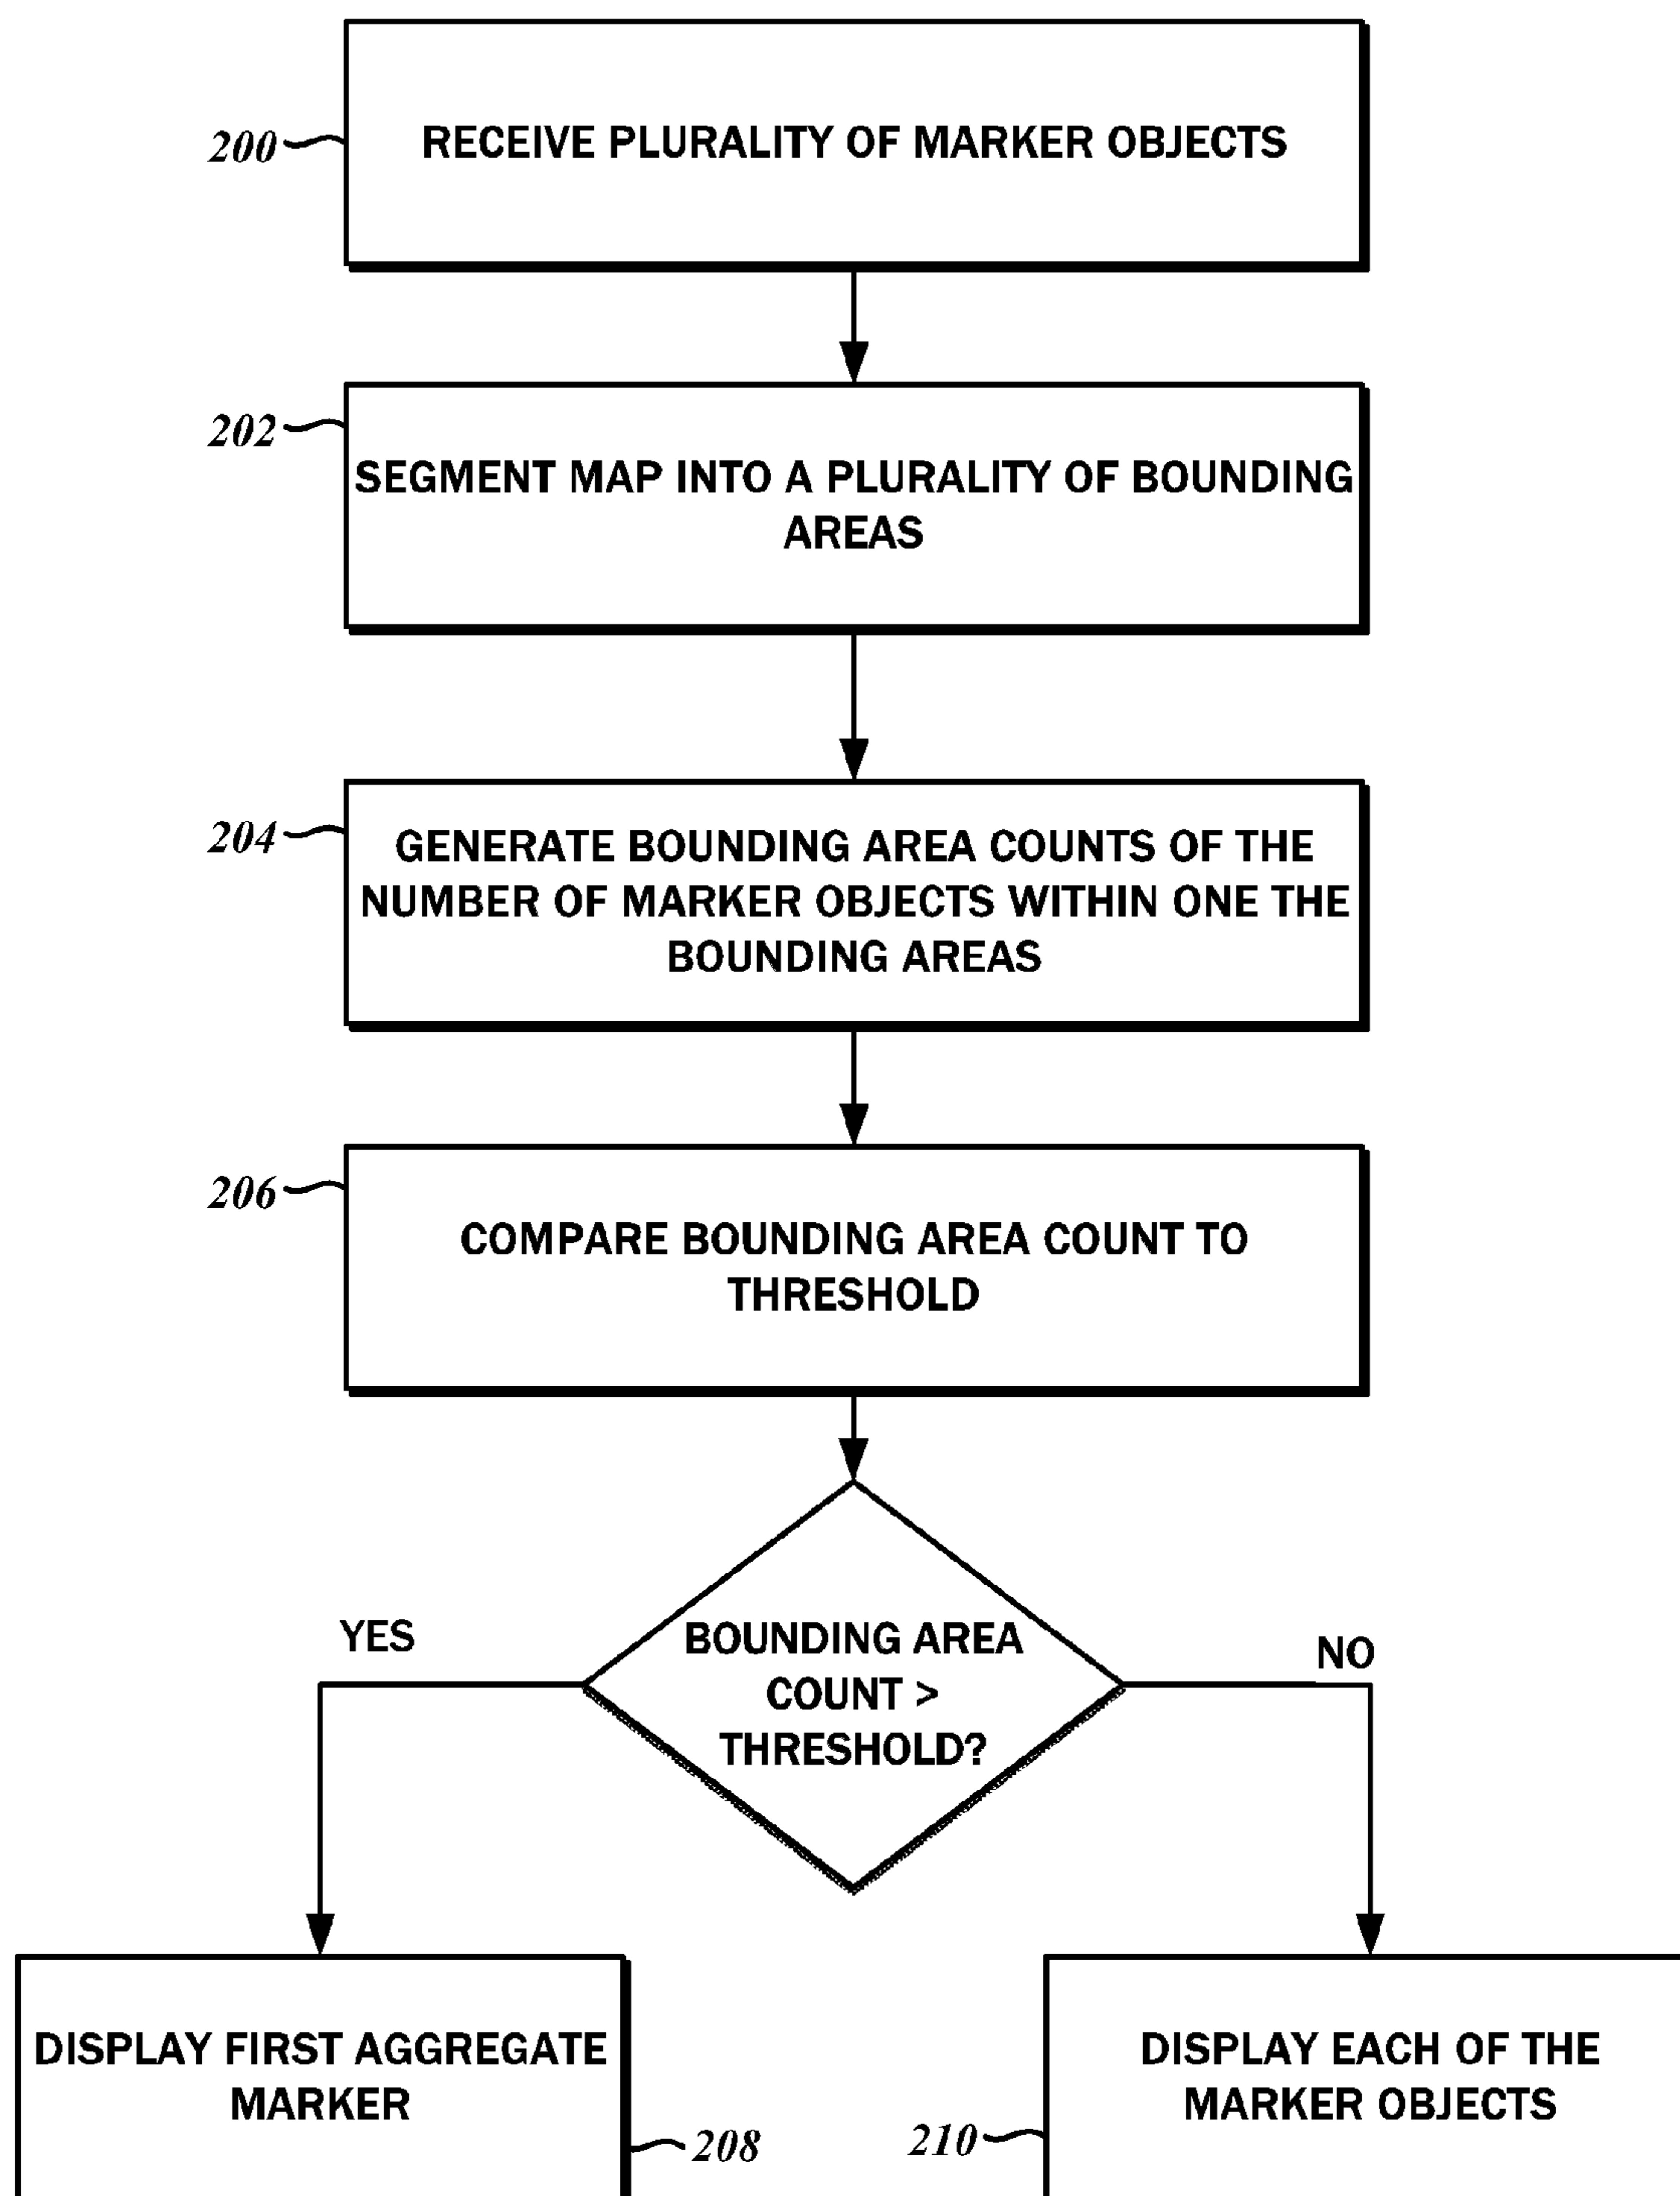 200
RECEIVE PLURALITY OF MARKER OBJECTS
202
SEGMENT MAP INTO A PLURALITY OF BOUNDING
AREAS
204
GENERATE BOUNDING AREA COUNTS OF THE
NUMBER OF MARKER OBJECTS WITHIN ONE THE
BOUNDING AREAS
206
COMPARE BOUNDING AREA COUNT TO
THRESHOLD
YES
BOUNDING AREA
COUNT >
THRESHOLD?
NO
DISPLAY FIRST AGGREGATE
MARKER
208
DISPLAY EACH OF THE
MARKER OBJECTS
210